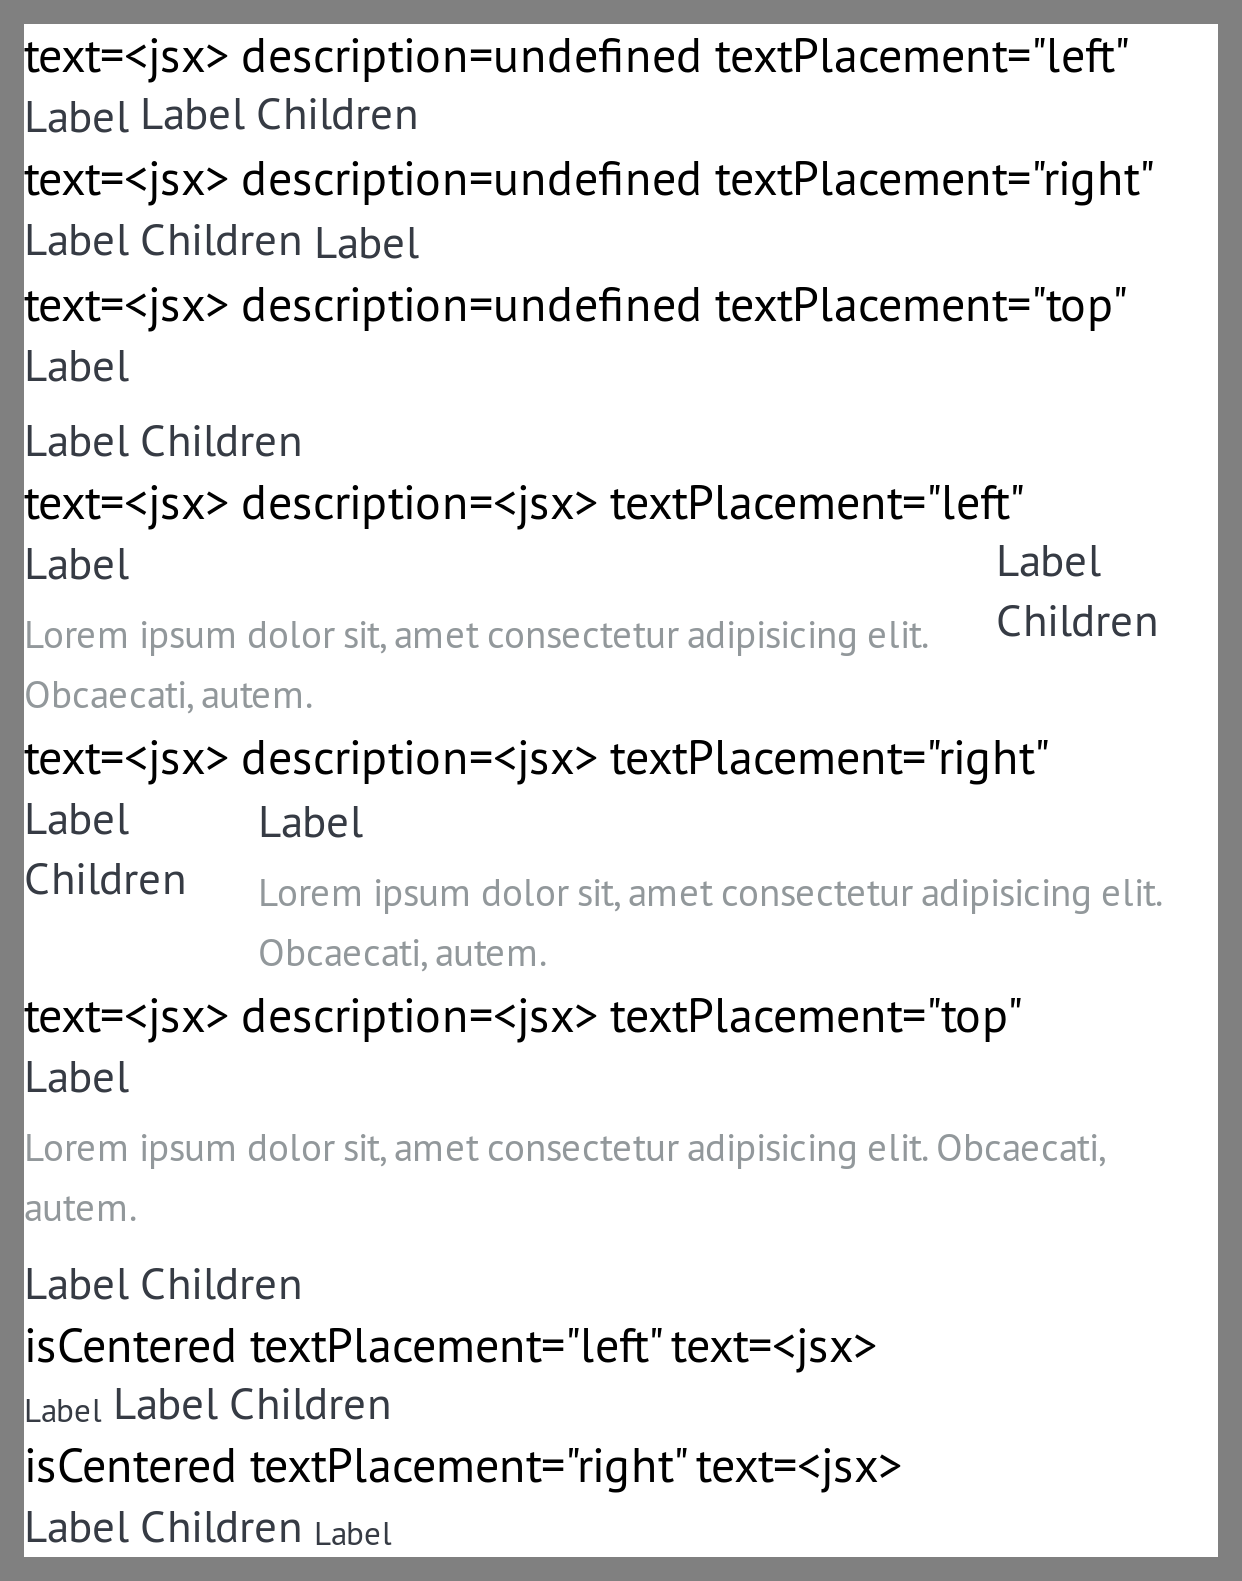 text=<jsx> description=undefined textPlacement="left"
Label Label Children
text=<jsx> description=undefined textPlacement="right"
Label Children Label
text=<jsx> description=undefined textPlacement="top"
Label
Label Children
text=<jsx> description=<jsx> textPlacement="left"
Label
Lorem ipsum dolor sit, amet consectetur adipisicing elit.
Obcaecati, autem.
Label
Children
text=<jsx> description=<jsx> textPlacement="right"
Label
Children
Label
Lorem ipsum dolor sit, amet consectetur adipisicing elit.
Obcaecati, autem.
text=<jsx> description=<jsx> textPlacement="top"
Label
Lorem ipsum dolor sit, amet consectetur adipisicing elit. Obcaecati,
autem.
Label Children
isCentered textPlacement="left" text=<jsx>
Label Label Children
isCentered textPlacement="right" text=<jsx>
Label Children Label